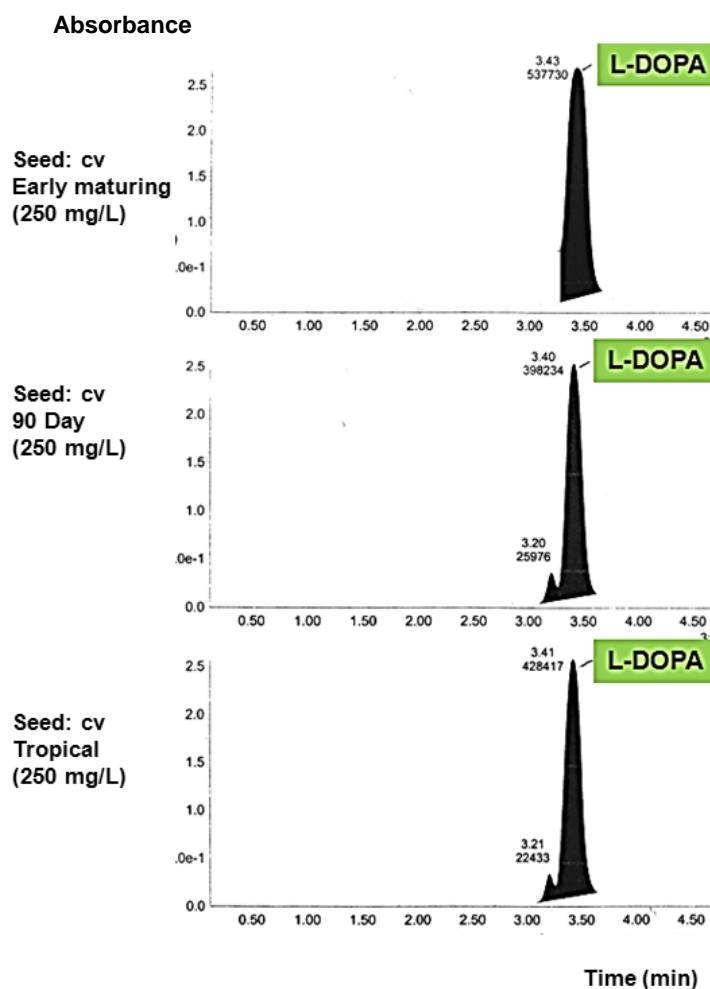 Absorbance
3.43
537730
L-DOPA
2.5
2.0
Seed: cv
Early maturing
(250 mg/L)
1.5
1.0
.0e-1
0.0
0.50 1.00 2.00 3.00 3.50 4.00 4.50
3.40
398234
L-DOPA
2.5
Seed: cv
90 Day
(250 mg/L)
2.0
1.5
1.0
3.20
25976
.0e-1
0.0
0.50 1.00 1.50 2.00 3.00 3.50 4.00 4.50
3.41
428417
L-DOPA
2.5
2.0
Seed: cv
Tropical
(250 mg/L)
1.5
1.0
3.21
22433
.0e-1
0.0
0.50 1.00 1.50 2.00 2.50 3.00 3.50 4.00 4.50
Time (min)